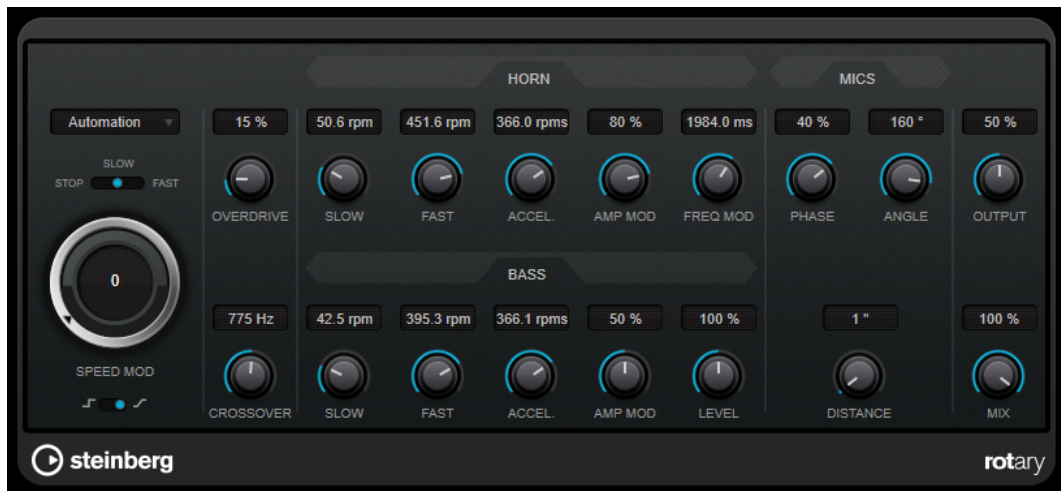 HORN
MICS
Automation
15 %
50.6 rpm
451.6 rpm
366.0 rpms
80 %
1984.0 ms
40 %
160 °
50 %
SLOW
STOP
FAST
OVERDRIVE
SLOW
FAST
ACCEL.
AMP MOD
FREQ MOD
PHASE
ANGLE
OUTPUT
BASS
0
775 Hz
42.5 rpm
395.3 rpm
366.1 rpms
50 %
100 %
1 "
100 %
SPEED MOD
CROSSOVER
SLOW
FAST
ACCEL.
AMP MOD
LEVEL
DISTANCE
MIX
steinberg
rotary